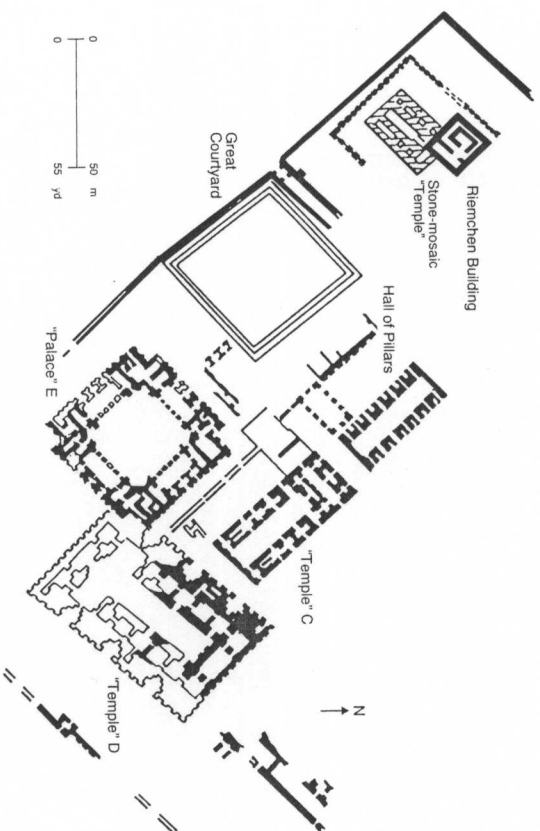 Riemchen Building
Stone-mosaic
"Temple"
Hall of Pillars
Great
Courtyard
"Palace" E
"Temple" C
"Temple" D
N
0 50 m
0 55 yd